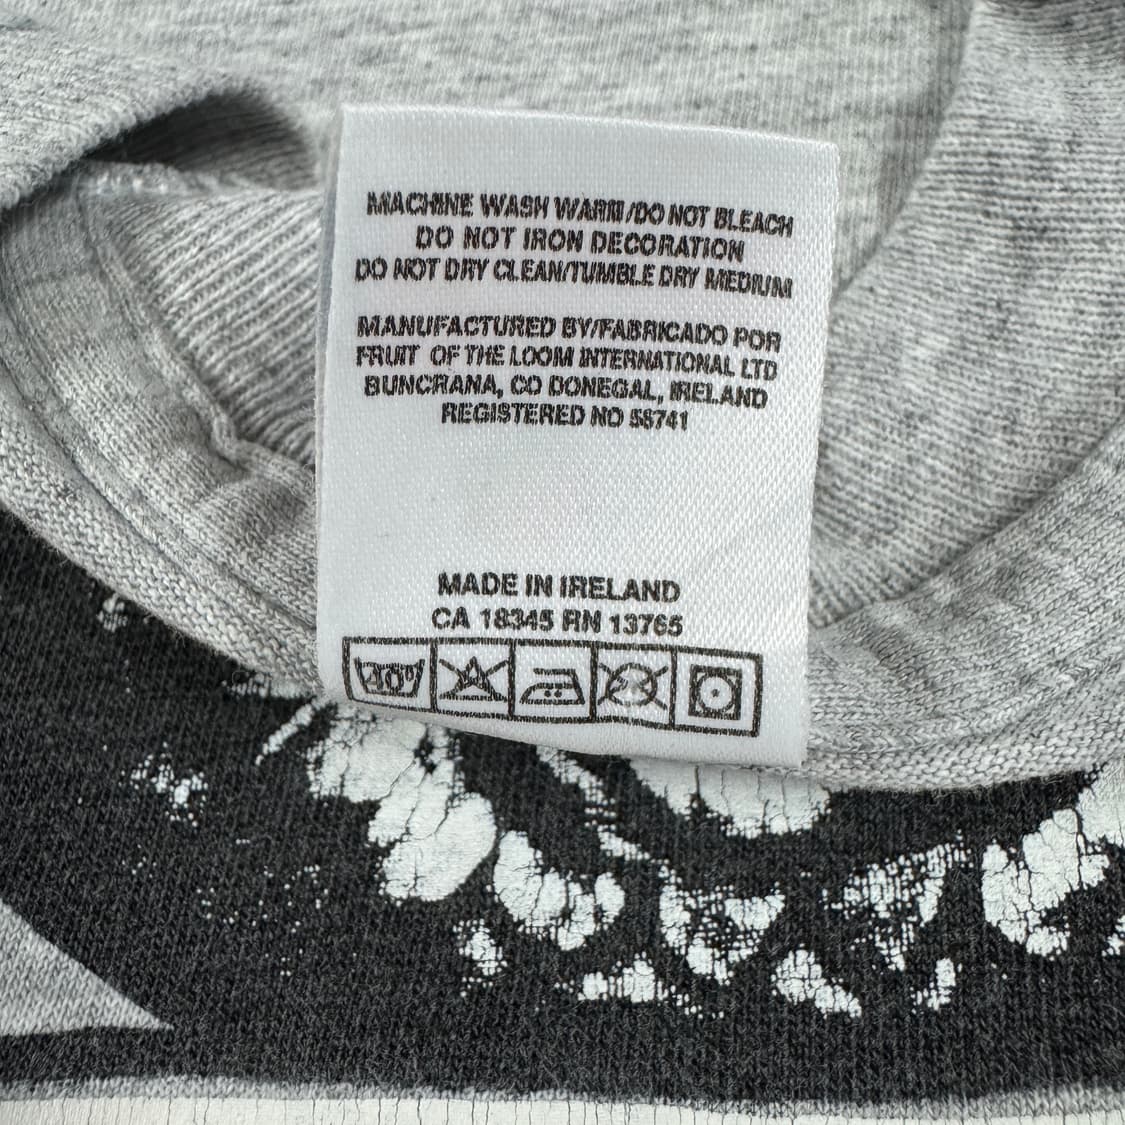 MACHINE WASH WARM/DO NOT BLEACH
DO NOT IRON DECORATION
DO NOT DRY CLEAN/TUMBLE DRY MEDIUM
MANUFACTURED BY/FABRICADO POR
FRUIT OF THE LOOM INTERNATIONAL LTD
BUNCRANA, CO DONEGAL, IRELAND
REGISTERED NO 58741
MADE IN IRELAND
CA 18345 RN 13765
40°